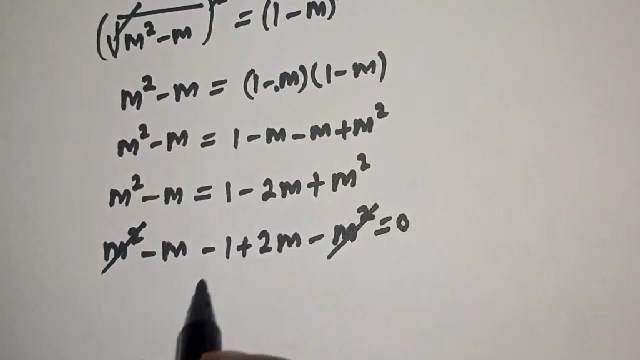 (√m²-m)² = (1-m)
m²-m = (1-m)(1-m)
m²-m = 1-m-m+m²
m²-m = 1-2m+m²
m²-m-1+2m-m²=0